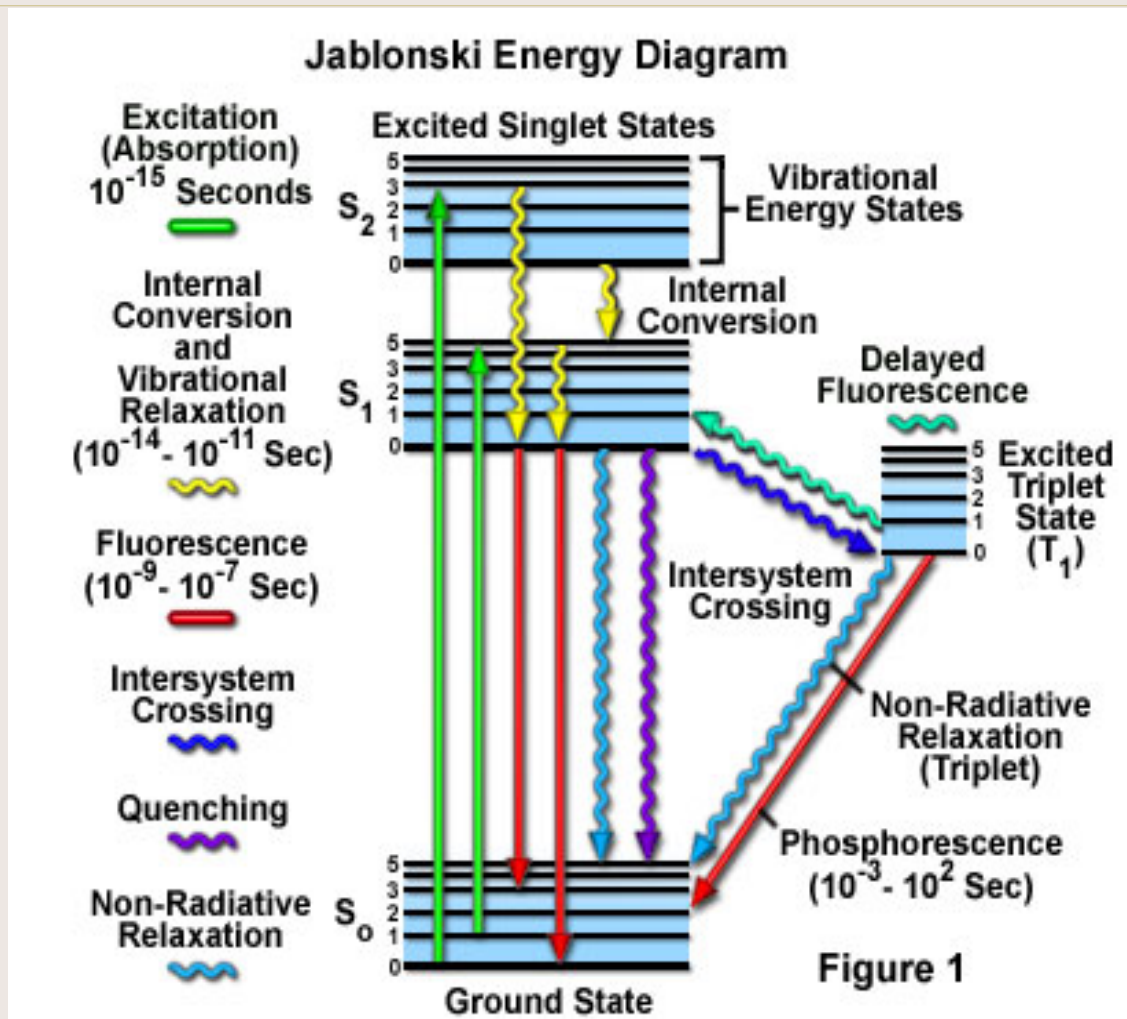 Jablonski Energy Diagram
Excitation
(Absorption)
10⁻¹⁵ Seconds
Internal
Conversion
and
Vibrational
Relaxation
(10⁻¹⁴- 10⁻¹¹ Sec)
Fluorescence
(10⁻⁹- 10⁻⁷ Sec)
Intersystem
Crossing
Quenching
Non-Radiative
Relaxation
Excited Singlet States
S₂
5
3
2
1
0
Vibrational
Energy States
Internal
Conversion
S₁
5
3
2
1
0
Delayed
Fluorescence
5
3
2
1
0
Excited
Triplet
State
(T₁)
Intersystem
Crossing
Non-Radiative
Relaxation
(Triplet)
Phosphorescence
(10⁻³- 10² Sec)
S₀
5
3
2
1
0
Ground State
Figure 1